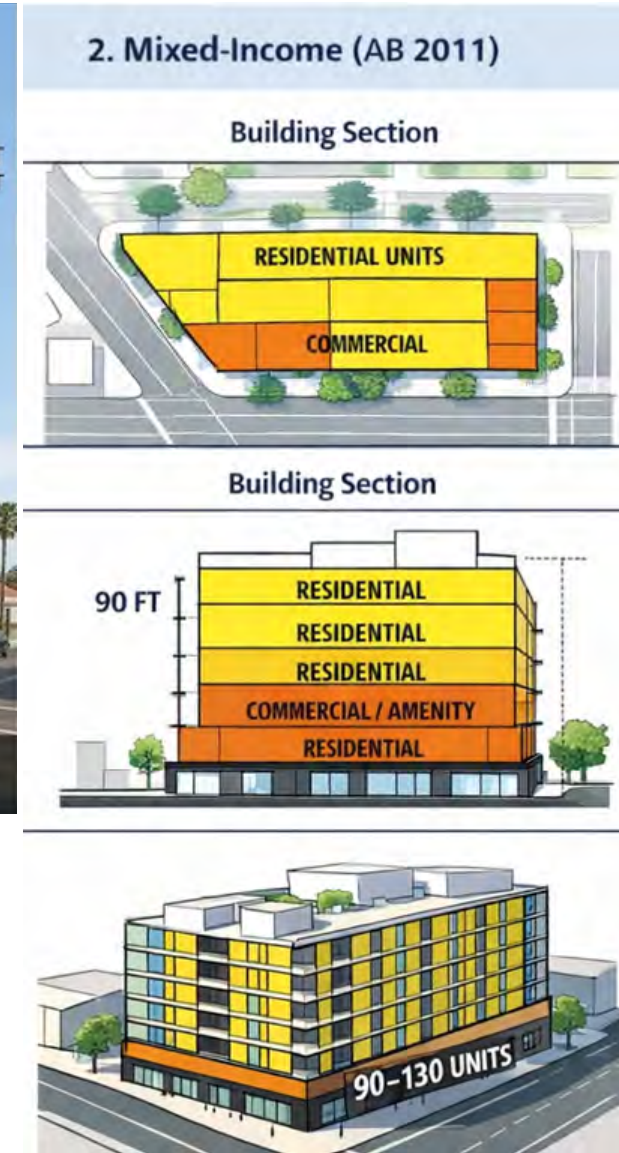 2. Mixed-Income (AB 2011)
Building Section
RESIDENTIAL UNITS
COMMERCIAL
Building Section
90 FT
RESIDENTIAL
RESIDENTIAL
RESIDENTIAL
COMMERCIAL / AMENITY
RESIDENTIAL
90–130 UNITS